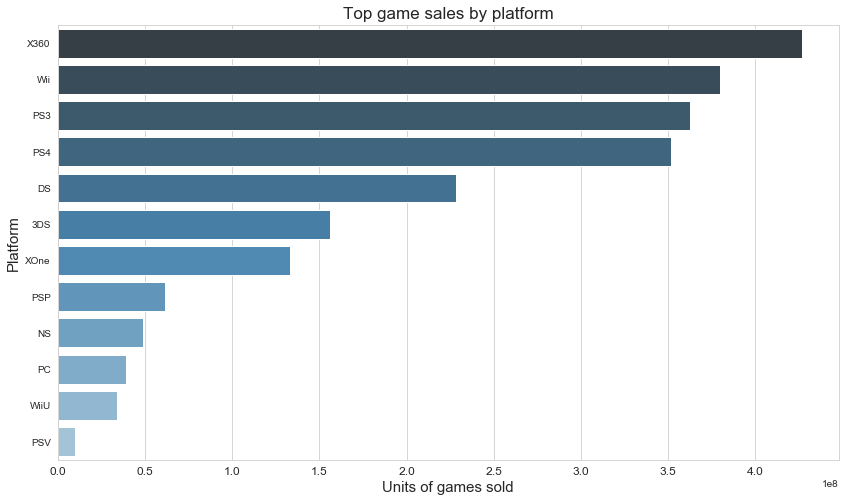 Top game sales by platform
X360
Wii
PS3
PS4
DS
3DS
XOne
PSP
NS
PC
WiiU
PSV
Platform
0.0 0.5 1.0 1.5 2.0 2.5 3.0 3.5 4.0
1e8
Units of games sold